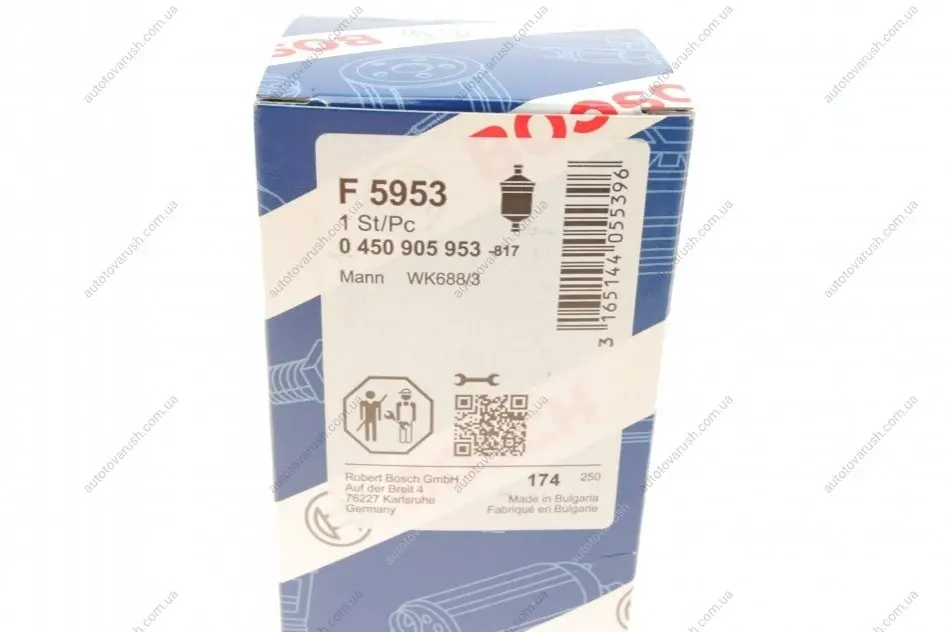 BOSCH
BOSCH
F 5953
1 St/Pc
0 450 905 953 -817
Mann WK688/3
3 165144 055396
Robert Bosch GmbH
Auf der Breit 4
76227 Karlsruhe
Germany
174 250
Made in Bulgaria
Fabriqué en Bulgarie
autotovarush.com.ua